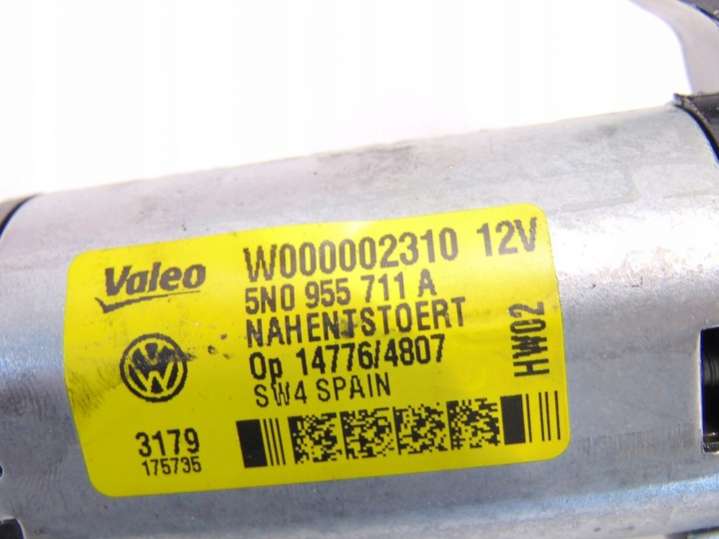 Valeo W000002310 12V
5N0 955 711 A
NAHENTSTOERT
Op 14776/4807
SW4 SPAIN
HW02
3179
175735